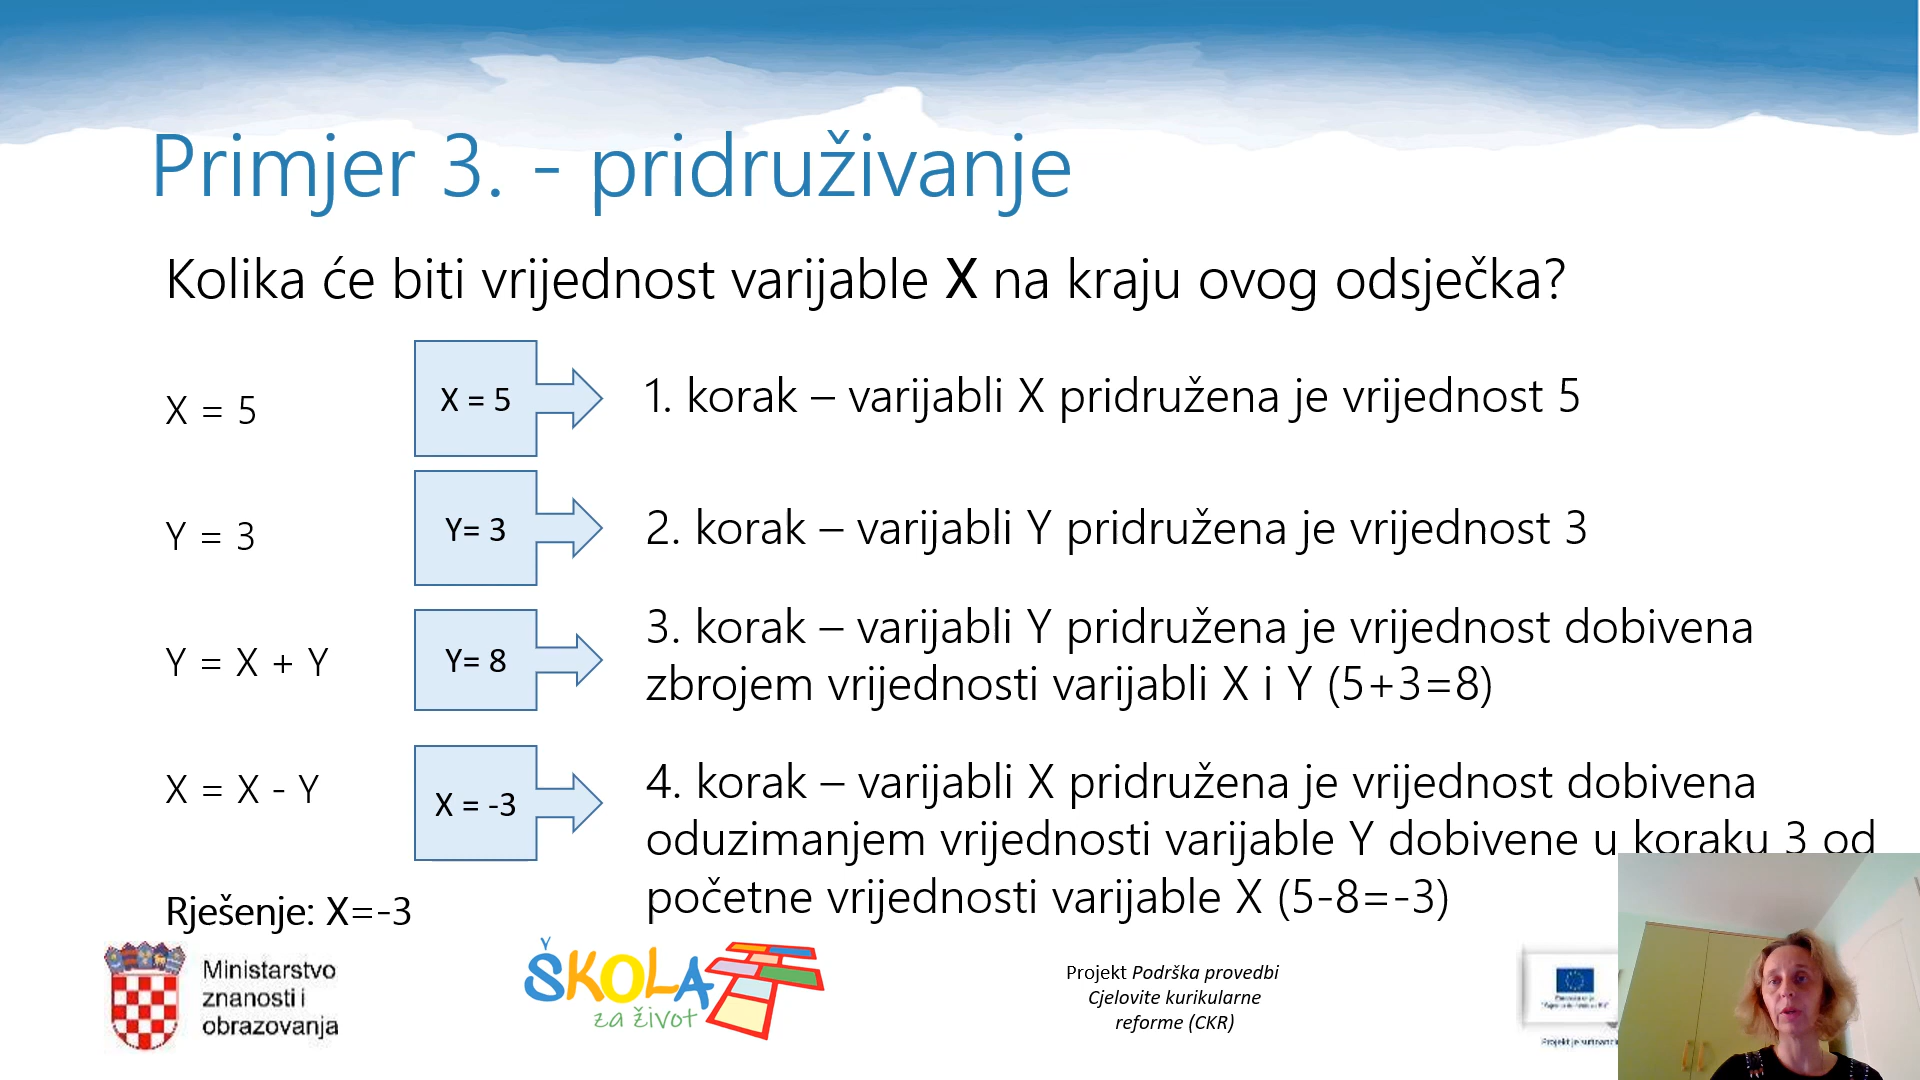 Primjer 3. - pridruživanje
Kolika će biti vrijednost varijable X na kraju ovog odsječka?
X = 5
X = 5
1. korak – varijabli X pridružena je vrijednost 5
Y = 3
Y= 3
2. korak – varijabli Y pridružena je vrijednost 3
Y = X + Y
Y= 8
3. korak – varijabli Y pridružena je vrijednost dobivena
zbrojem vrijednosti varijabli X i Y (5+3=8)
X = X - Y
X = -3
4. korak – varijabli X pridružena je vrijednost dobivena
oduzimanjem vrijednosti varijable Y dobivene u koraku 3 od
početne vrijednosti varijable X (5-8=-3)
Rješenje: X=-3
Ministarstvo
znanosti i
obrazovanja
ŠKOLA
za život
Projekt Podrška provedbi
Cjelovite kurikularne
reforme (CKR)
Projekt je